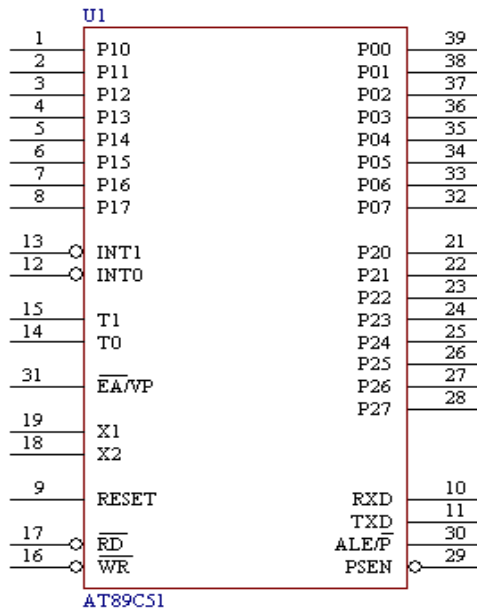 U1
1 P10 P00 39
2 P11 P01 38
3 P12 P02 37
4 P13 P03 36
5 P14 P04 35
6 P15 P05 34
7 P16 P06 33
8 P17 P07 32
13 INT1 P20 21
12 INT0 P21 22
P22 23
15 T1 P23 24
14 T0 P24 25
P25 26
31 EA/VP P26 27
P27 28
19 X1
18 X2
9 RESET RXD 10
TXD 11
17 RD ALE/P 30
16 WR PSEN 29
AT89C51